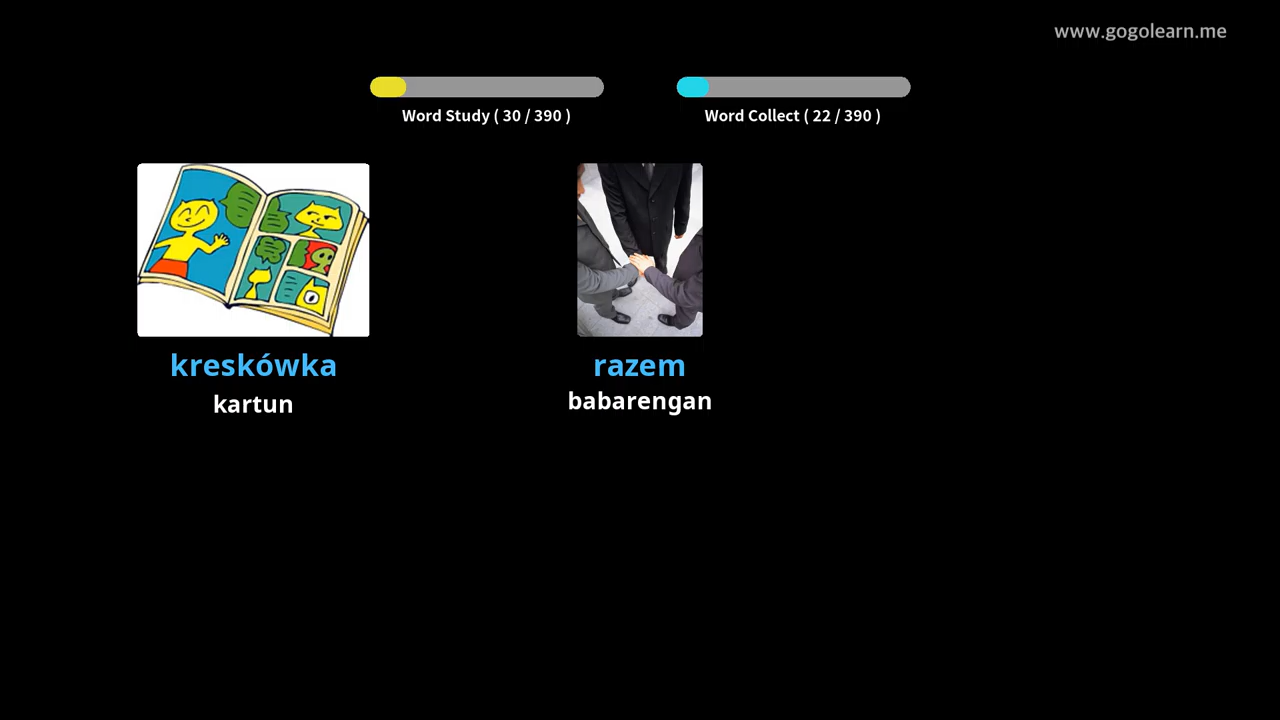 www.gogolearn.me
Word Study ( 30 / 390 )
Word Collect ( 22 / 390 )
kreskówka
kartun
razem
babarengan